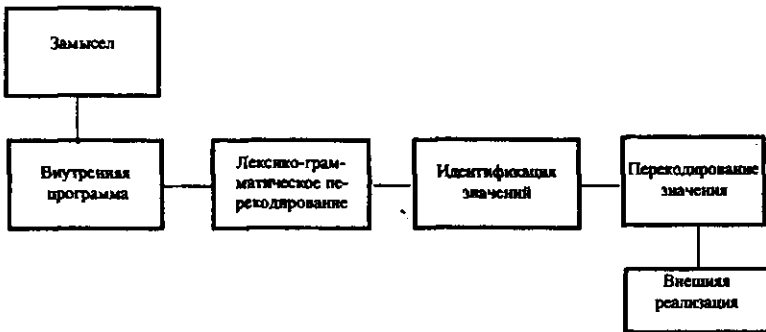 Замысел
Внутренняя
программа
Лексико-грам-
матическое пе-
рекодирование
Идентификация
значений
Перекодирование
значения
Внешняя
реализация